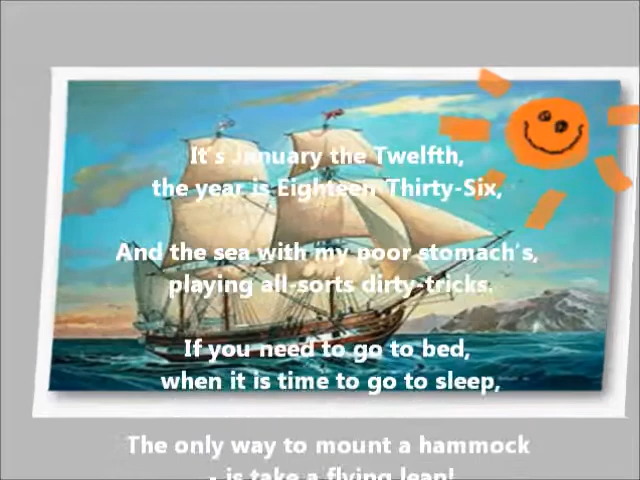 It's January the Twelfth,
the year is Eighteen Thirty-Six,
And the sea with my poor stomach's,
playing all-sorts dirty-tricks.
If you need to go to bed,
when it is time to go to sleep,
The only way to mount a hammock
- is take a flying leap!